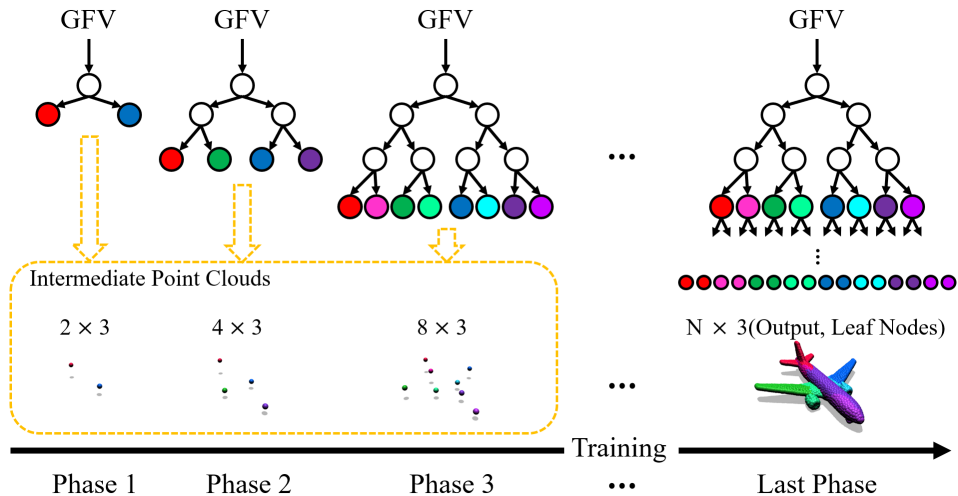 GFV GFV GFV GFV
...
...
Intermediate Point Clouds
2 × 3 4 × 3 8 × 3 N × 3(Output, Leaf Nodes)
...
Training
Phase 1 Phase 2 Phase 3 ... Last Phase